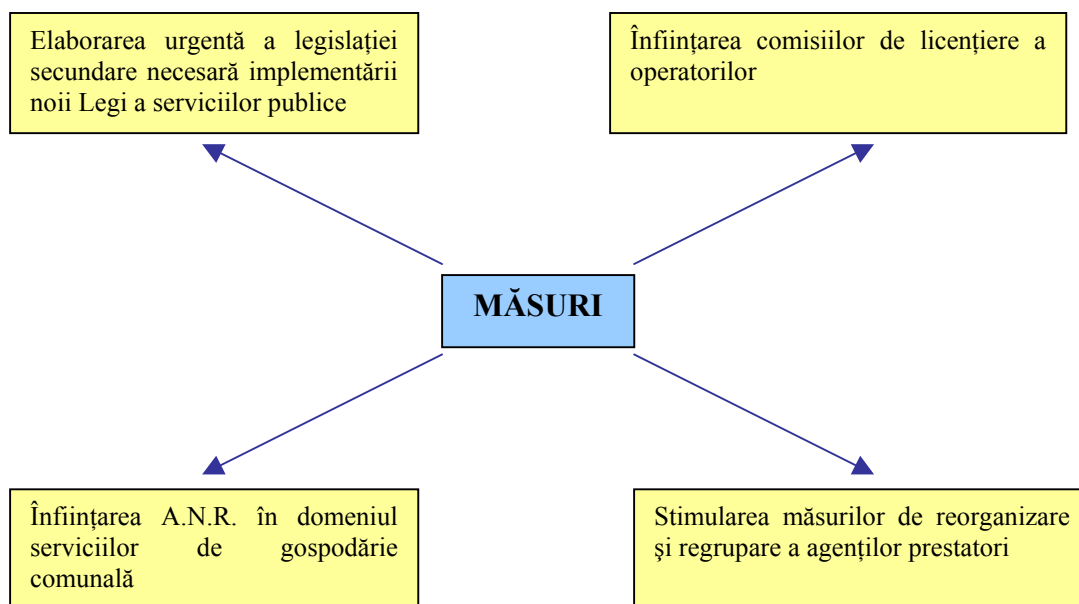 Elaborarea urgentă a legislației
secundare necesară implementării
noii Legi a serviciilor publice
Înființarea comisiilor de licențiere a
operatorilor
MĂSURI
Înființarea A.N.R. în domeniul
serviciilor de gospodărie
comunală
Stimularea măsurilor de reorganizare
şi regrupare a agenților prestatori